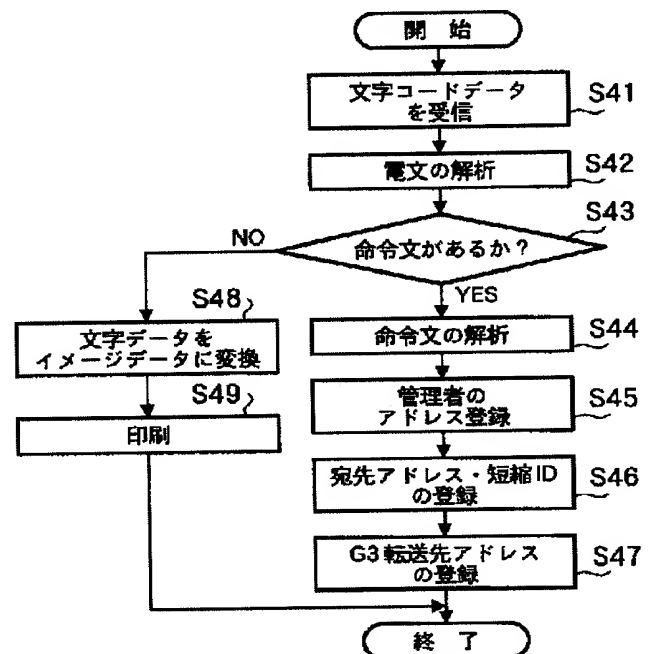 開 始
文字コードデータ
を受信
S41
電文の解析
S42
命令文があるか？
S43
NO
YES
命令文の解析
S44
管理者の
アドレス登録
S45
宛先アドレス・短縮ID
の登録
S46
G3転送先アドレス
の登録
S47
文字データを
イメージデータに変換
S48
印刷
S49
終 了